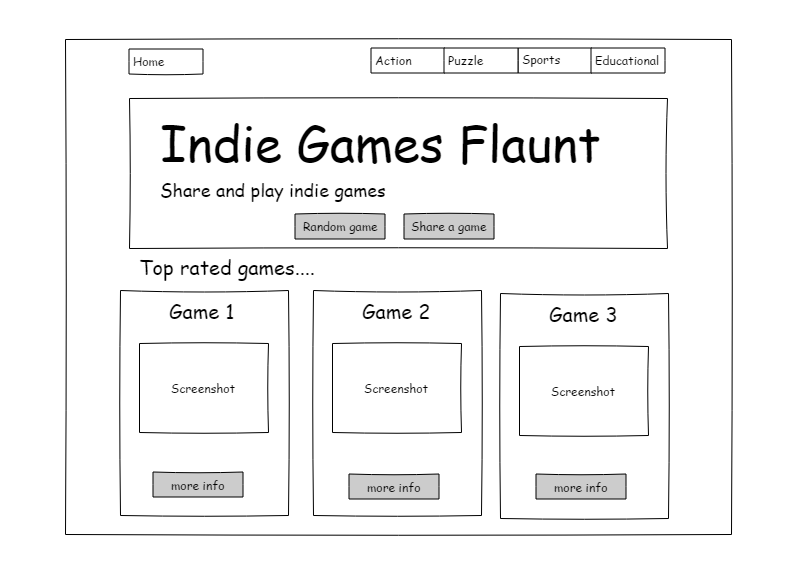 Home
Action Puzzle Sports Educational
Indie Games Flaunt
Share and play indie games
Random game Share a game
Top rated games....
Game 1 Game 2 Game 3
Screenshot Screenshot Screenshot
more info more info more info